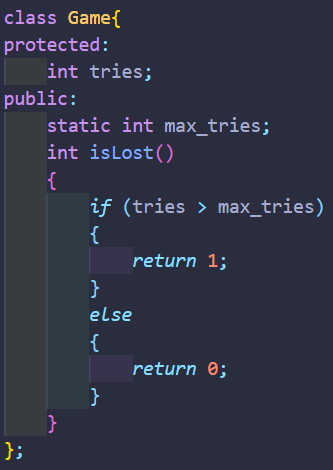 class Game{
protected:
    int tries;
public:
    static int max_tries;
    int isLost()
    {
        if (tries > max_tries)
        {
            return 1;
        }
        else
        {
            return 0;
        }
    }
};